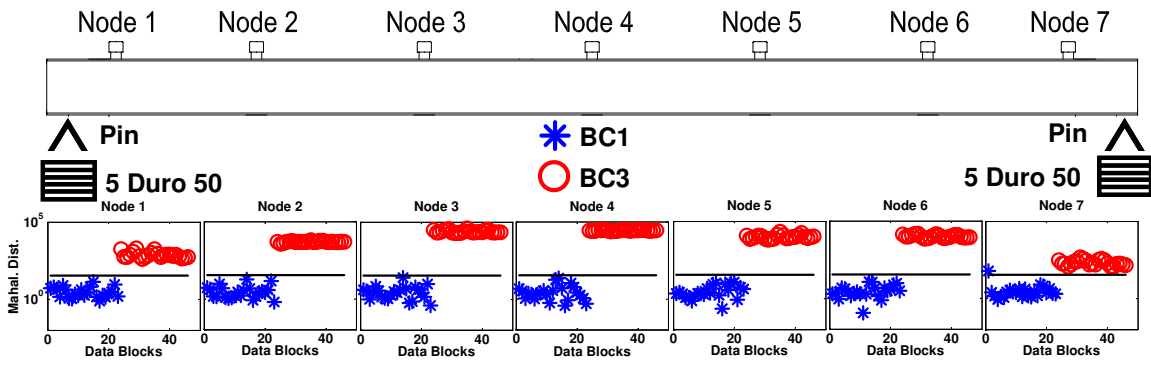 Node 1 Node 2 Node 3 Node 4 Node 5 Node 6 Node 7
Pin BC1 Pin
5 Duro 50 BC3 5 Duro 50
Node 1 Node 2 Node 3 Node 4 Node 5 Node 6 Node 7
10^5
Mahal. Dist.
10^0
0 20 40 0 20 40 0 20 40 0 20 40 0 20 40 0 20 40 0 20 40
Data Blocks Data Blocks Data Blocks Data Blocks Data Blocks Data Blocks Data Blocks